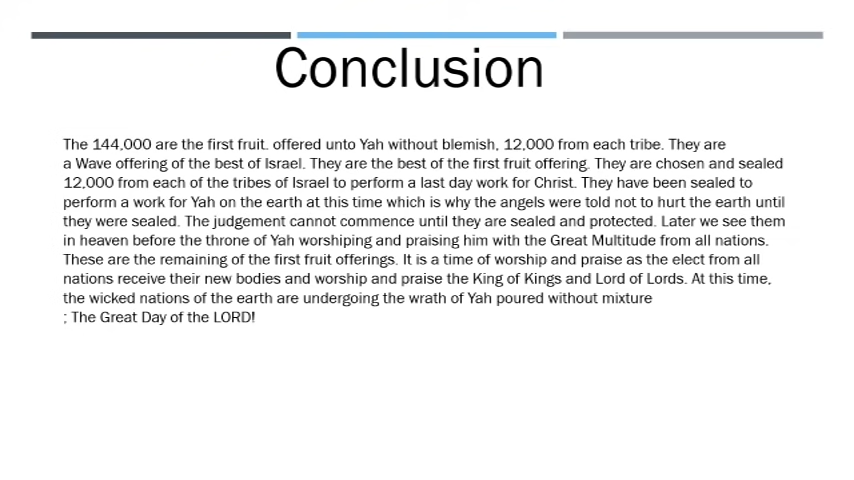 Conclusion
The 144,000 are the first fruit. offered unto Yah without blemish, 12,000 from each tribe. They are
a Wave offering of the best of Israel. They are the best of the first fruit offering. They are chosen and sealed
12,000 from each of the tribes of Israel to perform a last day work for Christ. They have been sealed to
perform a work for Yah on the earth at this time which is why the angels were told not to hurt the earth until
they were sealed. The judgement cannot commence until they are sealed and protected. Later we see them
in heaven before the throne of Yah worshiping and praising him with the Great Multitude from all nations.
These are the remaining of the first fruit offerings. It is a time of worship and praise as the elect from all
nations receive their new bodies and worship and praise the King of Kings and Lord of Lords. At this time,
the wicked nations of the earth are undergoing the wrath of Yah poured without mixture
; The Great Day of the LORD!